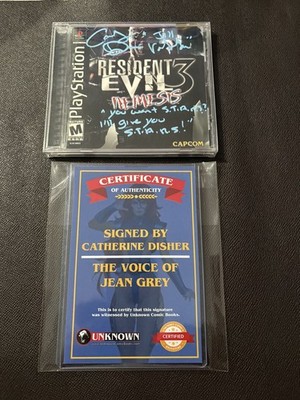 PlayStation
RESIDENT
EVIL 3
NEMESIS
"you want S.T.A.R.S?
I'll give you
S.T.A.R.S!"
M
CAPCOM
CERTIFICATE
OF AUTHENTICITY
SIGNED BY
CATHERINE DISHER
THE VOICE OF
JEAN GREY
This is to certify that this signature
was witnessed by Unknown Comic Books.
UNKNOWN
CERTIFIED